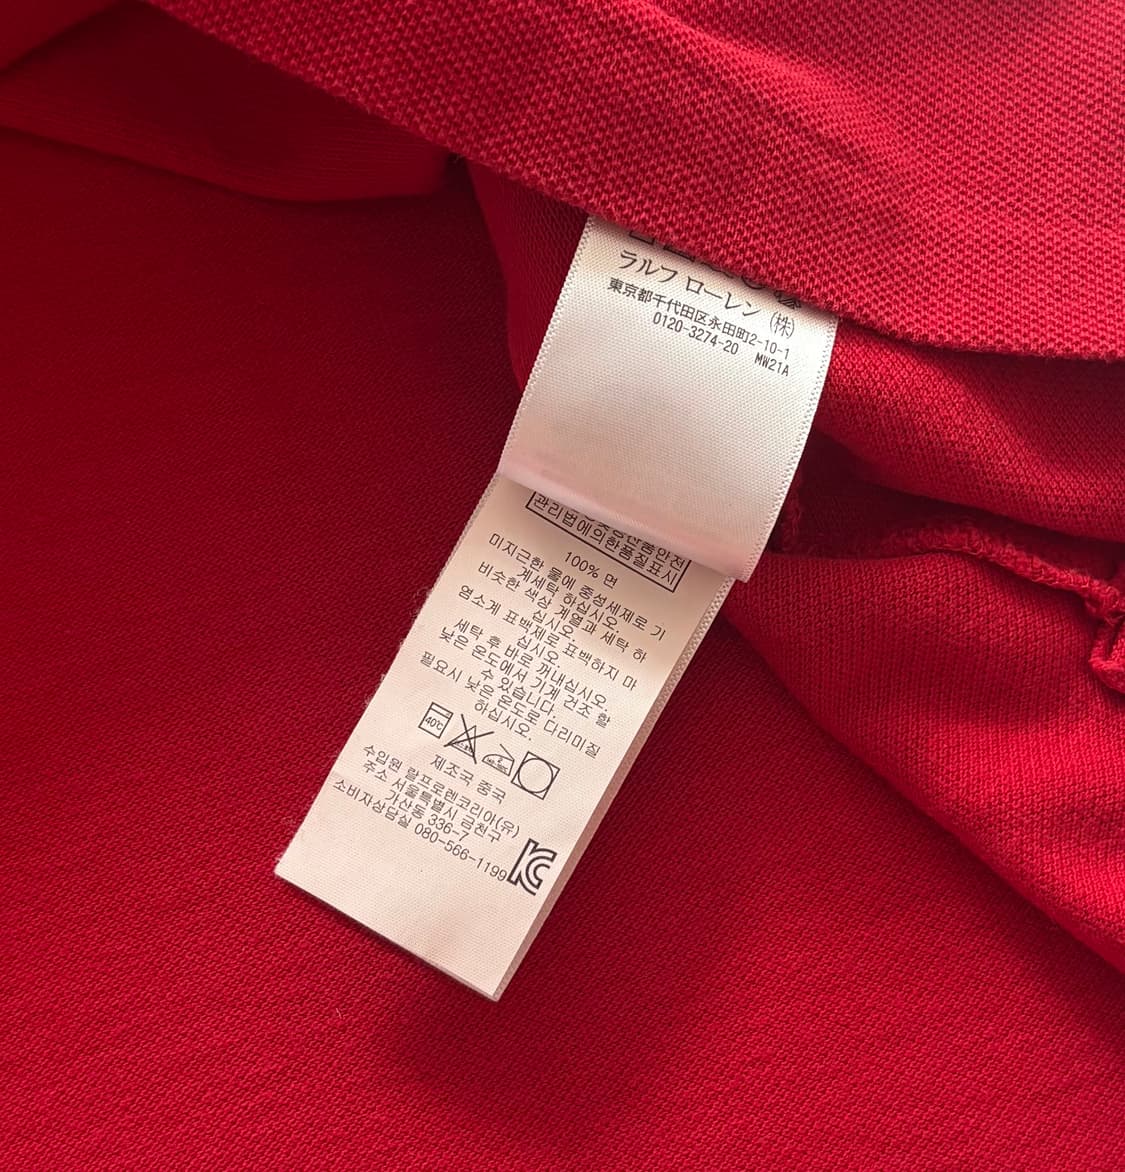 ラルフ ローレン (株)
東京都千代田区永田町2-10-1
0120-3274-20 MW21A
관리법에의한품질표시
100% 면
미지근한 물에 중성세제로 기
계세탁 하십시오.
비슷한 색상 계열과 세탁 하
십시오.
염소계 표백제로 표백하지 마
십시오.
세탁 후 바로 꺼내십시오.
낮은 온도에서 기계 건조 할
수 있습니다.
필요시 낮은 온도로 다리미질
하십시오.
40℃
제조국 중국
수입원 랄프로렌코리아(유)
주소 서울특별시 금천구
가산동 336-7
소비자상담실 080-566-1199
KC